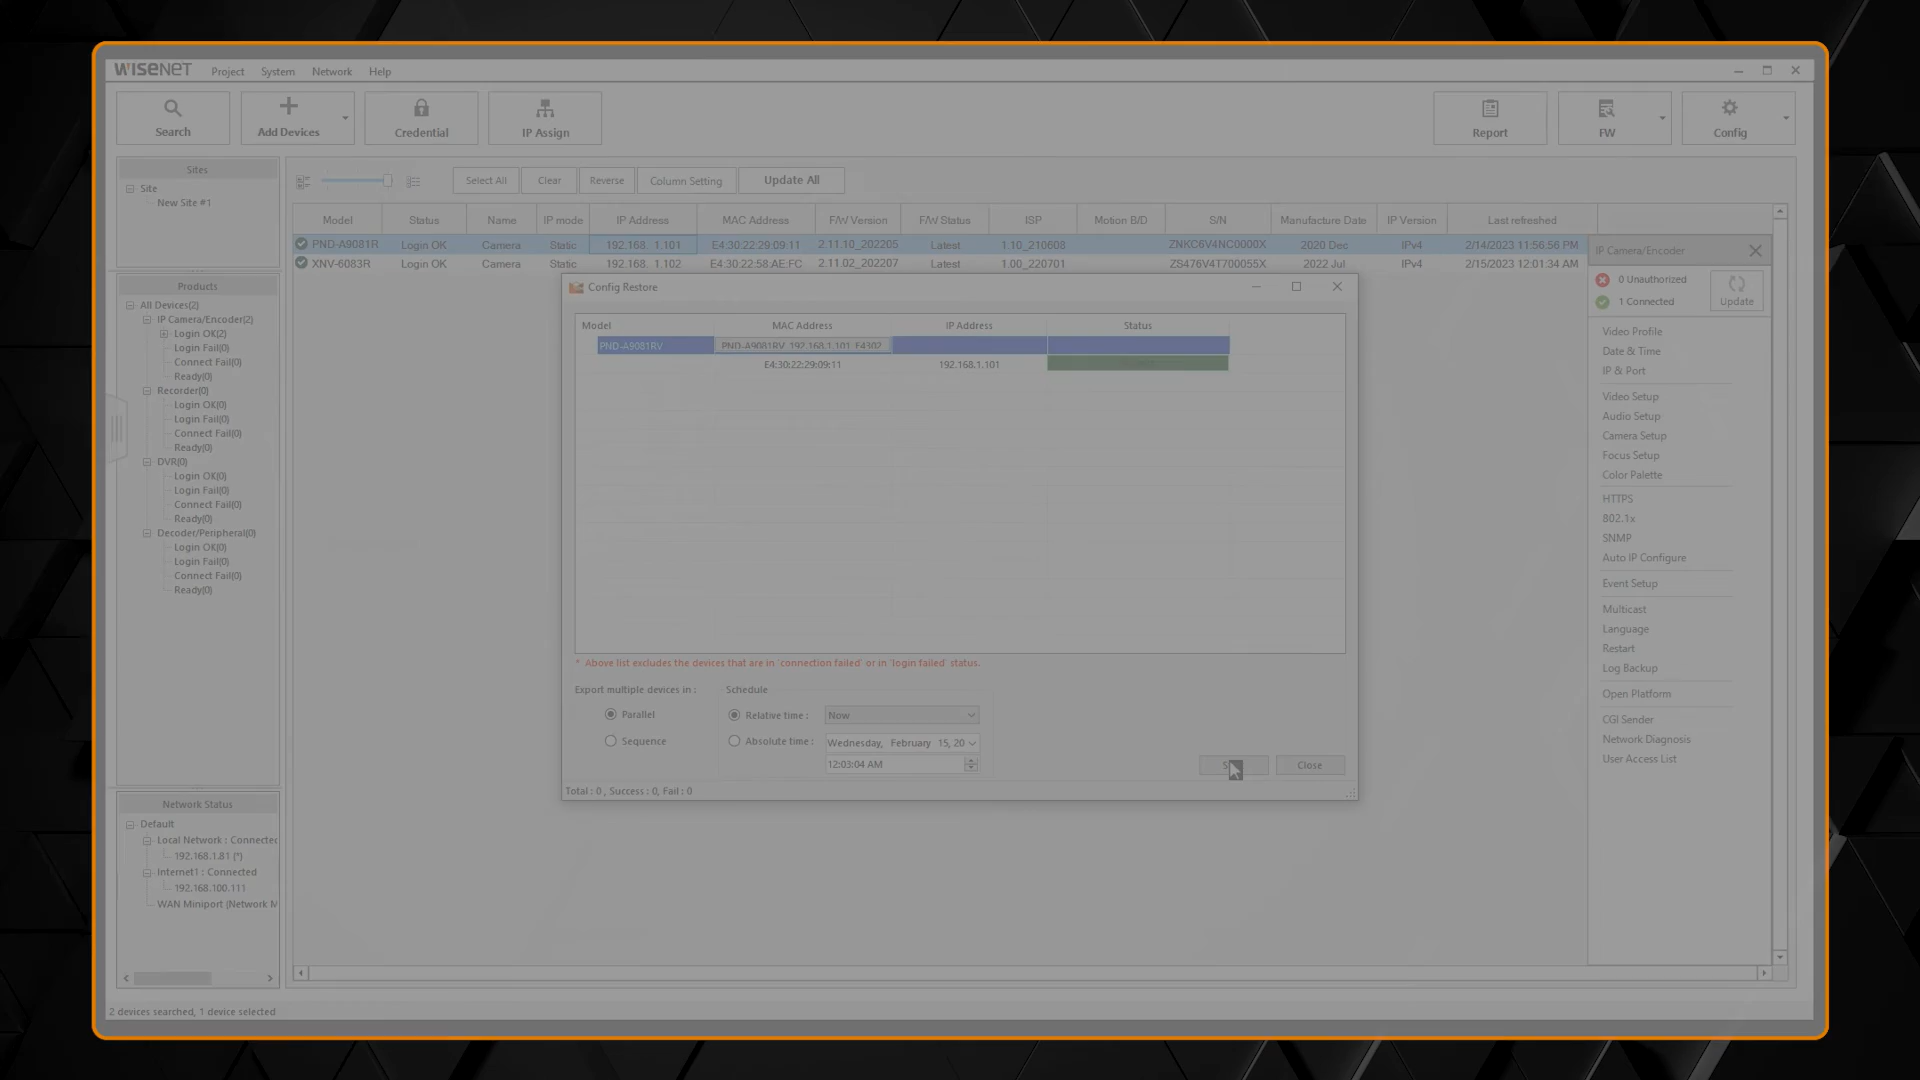 WISENET Project System Network Help
Search Add Devices Credential IP Assign Report FW Config
Sites
Site
New Site #1
Select All Clear Reverse Column Setting Update All
Model Status Name IP mode IP Address MAC Address F/W Version F/W Status ISP Motion B/D S/N Manufacture Date IP Version Last refreshed
PND-A9081R Login OK Camera Static 192.168. 1.101 E4:30:22:29:09:11 2.11.10_202205 Latest 1.10_210608 ZNKC6V4NC0000X 2020 Dec IPv4 2/14/2023 11:56:56 PM
XNV-6083R Login OK Camera Static 192.168. 1.102 E4:30:22:58:AE:FC 2.11.02_202207 Latest 1.00_220701 ZS476V4T700055X 2022 Jul IPv4 2/15/2023 12:01:34 AM
Products
All Devices(2)
IP Camera/Encoder(2)
Login OK(2)
Login Fail(0)
Connect Fail(0)
Ready(0)
Recorder(0)
Login OK(0)
Login Fail(0)
Connect Fail(0)
Ready(0)
DVR(0)
Login OK(0)
Login Fail(0)
Connect Fail(0)
Ready(0)
Decoder/Peripheral(0)
Login OK(0)
Login Fail(0)
Connect Fail(0)
Ready(0)
Network Status
Default
Local Network : Connected
192.168.1.81 (*)
Internet1 : Connected
192.168.100.111
WAN Miniport (Network M
Config Restore
Model MAC Address IP Address Status
PND-A9081RV PND-A9081RV_192.168.1.101_E4302
E4:30:22:29:09:11 192.168.1.101
* Above list excludes the devices that are in 'connection failed' or in 'login failed' status.
Export multiple devices in :
Parallel
Sequence
Schedule
Relative time : Now
Absolute time : Wednesday, February 15, 20
12:03:04 AM
Close
Total : 0 , Success : 0, Fail : 0
IP Camera/Encoder
0 Unauthorized
1 Connected
Update
Video Profile
Date & Time
IP & Port
Video Setup
Audio Setup
Camera Setup
Focus Setup
Color Palette
HTTPS
802.1x
SNMP
Auto IP Configure
Event Setup
Multicast
Language
Restart
Log Backup
Open Platform
CGI Sender
Network Diagnosis
User Access List
2 devices searched, 1 device selected